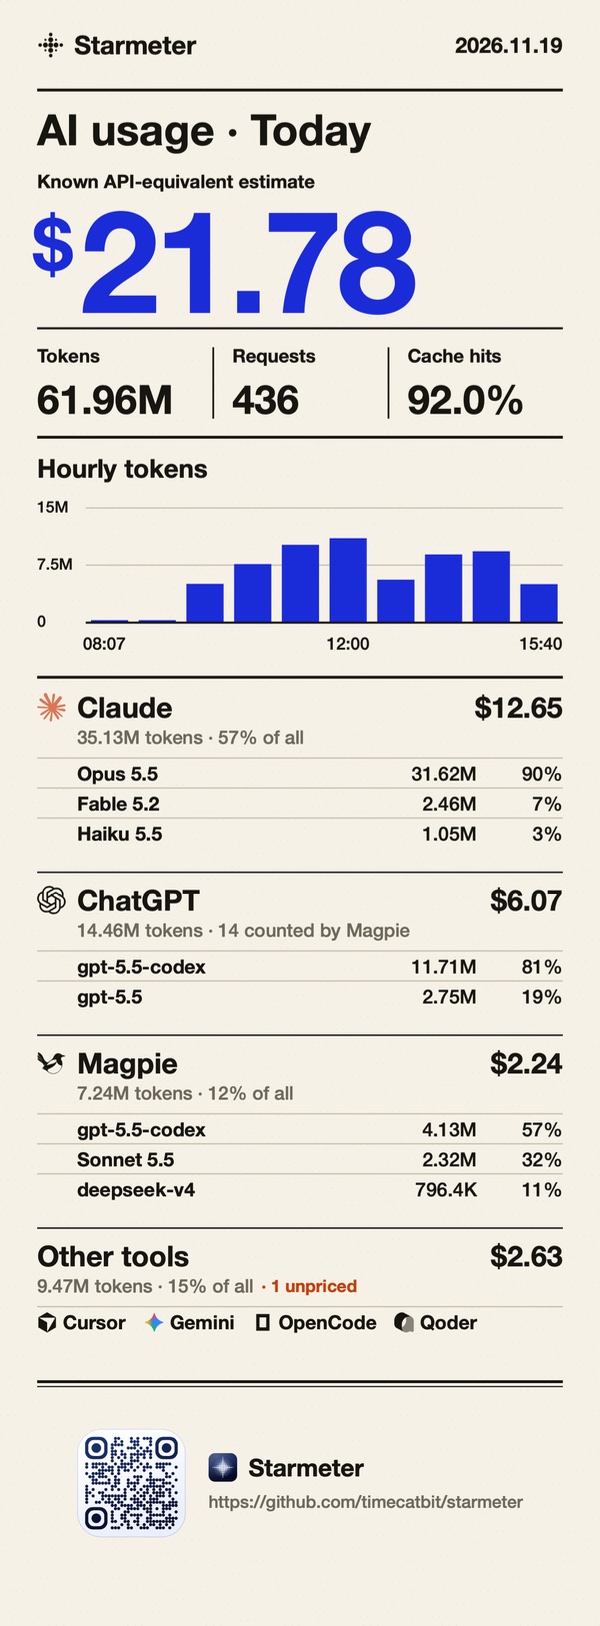 Starmeter 2026.11.19
AI usage · Today
Known API-equivalent estimate
$21.78
Tokens Requests Cache hits
61.96M 436 92.0%
Hourly tokens
15M
7.5M
0
08:07 12:00 15:40
Claude $12.65
35.13M tokens · 57% of all
Opus 5.5 31.62M 90%
Fable 5.2 2.46M 7%
Haiku 5.5 1.05M 3%
ChatGPT $6.07
14.46M tokens · 14 counted by Magpie
gpt-5.5-codex 11.71M 81%
gpt-5.5 2.75M 19%
Magpie $2.24
7.24M tokens · 12% of all
gpt-5.5-codex 4.13M 57%
Sonnet 5.5 2.32M 32%
deepseek-v4 796.4K 11%
Other tools $2.63
9.47M tokens · 15% of all · 1 unpriced
Cursor Gemini OpenCode Qoder
Starmeter
https://github.com/timecatbit/starmeter